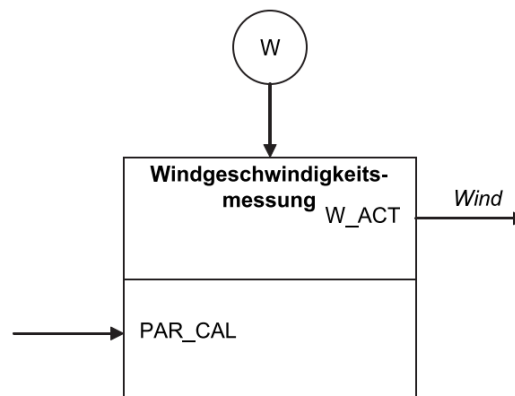 W
Windgeschwindigkeits-
messung
W_ACT
Wind
PAR_CAL